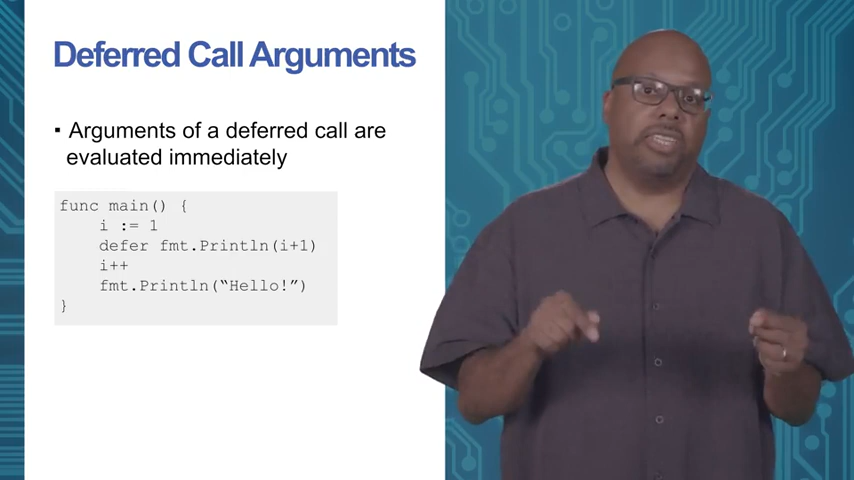 Deferred Call Arguments
▪ Arguments of a deferred call are
evaluated immediately
func main() {
    i := 1
    defer fmt.Println(i+1)
    i++
    fmt.Println(“Hello!”)
}